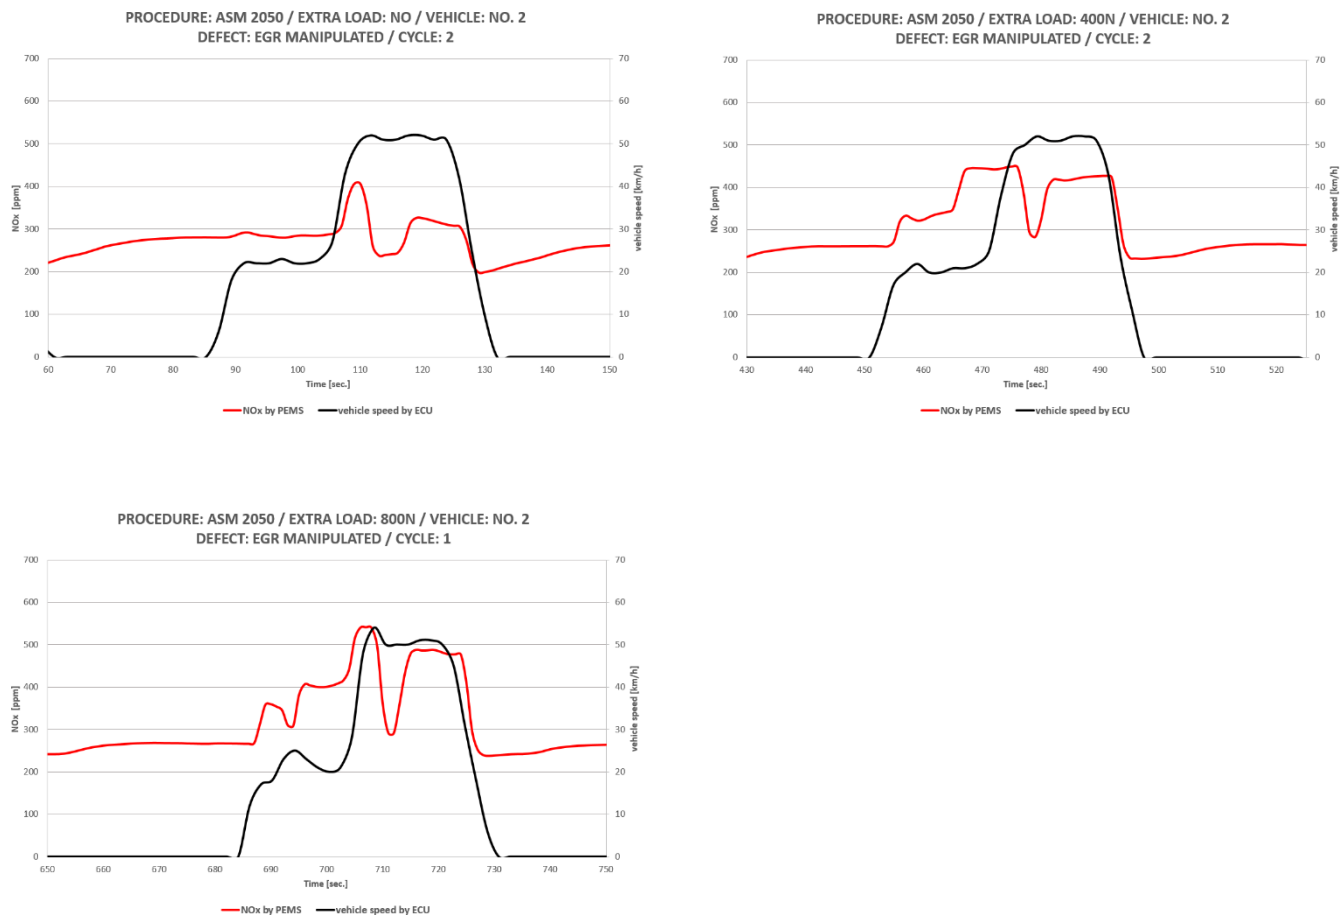 PROCEDURE: ASM 2050 / EXTRA LOAD: NO / VEHICLE: NO. 2
DEFECT: EGR MANIPULATED / CYCLE: 2
700
600
500
400
300
200
100
0
NOx [ppm]
70
60
50
40
30
20
10
0
vehicle speed [km/h]
60 70 80 90 100 110 120 130 140 150
Time [sec.]
NOx by PEMS vehicle speed by ECU
PROCEDURE: ASM 2050 / EXTRA LOAD: 400N / VEHICLE: NO. 2
DEFECT: EGR MANIPULATED / CYCLE: 2
700
600
500
400
300
200
100
0
NOx [ppm]
70
60
50
40
30
20
10
0
vehicle speed [km/h]
430 440 450 460 470 480 490 500 510 520
Time [sec.]
NOx by PEMS vehicle speed by ECU
PROCEDURE: ASM 2050 / EXTRA LOAD: 800N / VEHICLE: NO. 2
DEFECT: EGR MANIPULATED / CYCLE: 1
700
600
500
400
300
200
100
0
NOx [ppm]
70
60
50
40
30
20
10
0
vehicle speed [km/h]
650 660 670 680 690 700 710 720 730 740 750
Time [sec.]
NOx by PEMS vehicle speed by ECU